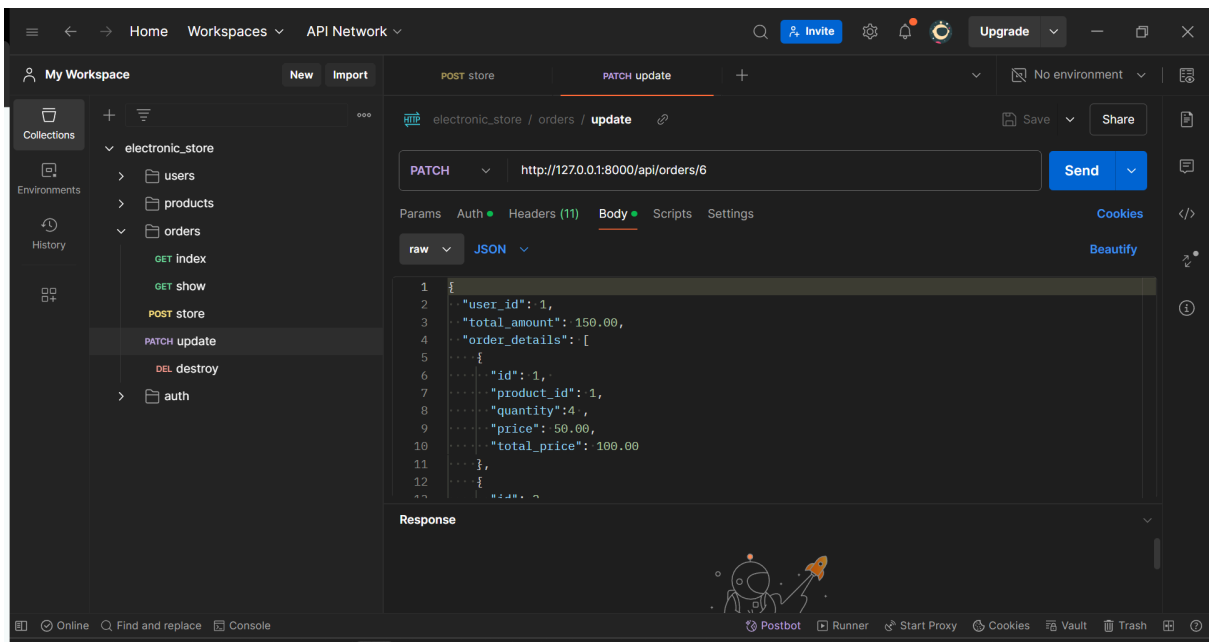 Home Workspaces API Network Invite Upgrade
My Workspace New Import POST store PATCH update No environment
Collections
Environments
History
electronic_store
users
products
orders
GET index
GET show
POST store
PATCH update
DEL destroy
auth
HTTP electronic_store / orders / update Save Share
PATCH http://127.0.0.1:8000/api/orders/6 Send
Params Auth Headers (11) Body Scripts Settings Cookies
raw JSON Beautify
1 {
2 "user_id": 1,
3 "total_amount": 150.00,
4 "order_details": [
5 {
6 "id": 1,
7 "product_id": 1,
8 "quantity":4 ,
9 "price": 50.00,
10 "total_price": 100.00
11 },
12 {
Response
Online Find and replace Console Postbot Runner Start Proxy Cookies Vault Trash